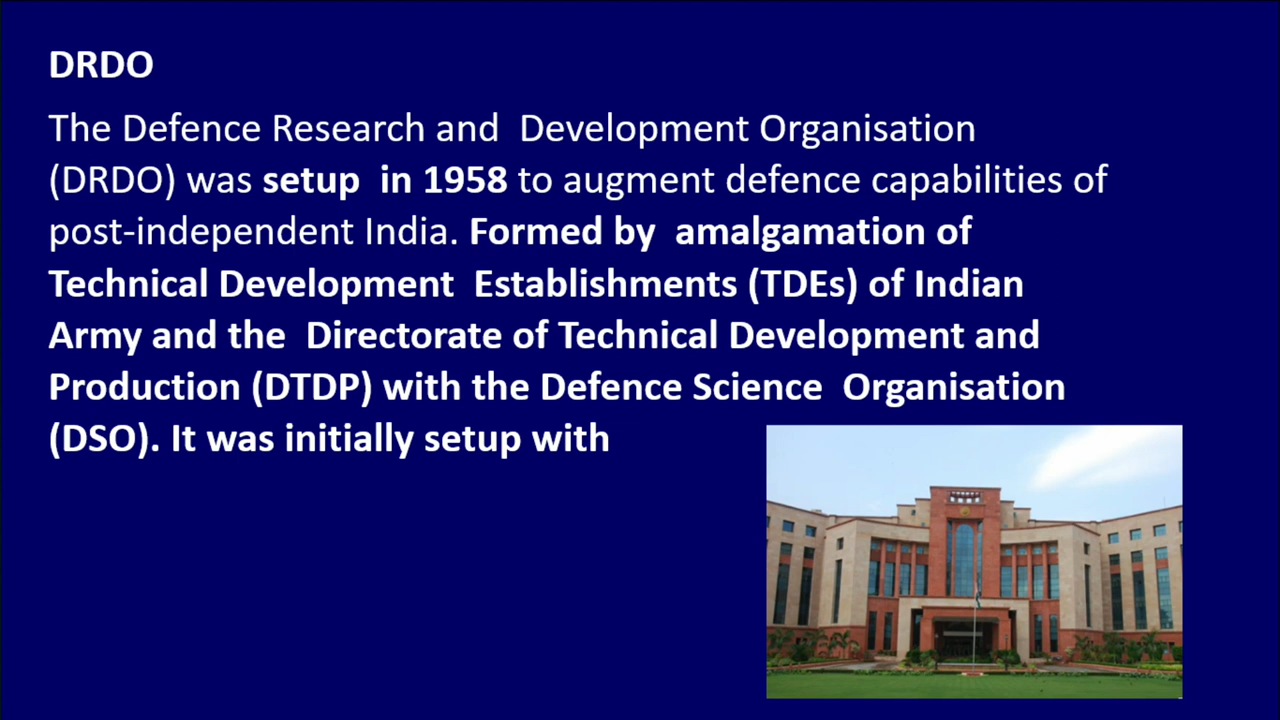 DRDO
The Defence Research and  Development Organisation
(DRDO) was setup  in 1958 to augment defence capabilities of
post-independent India. Formed by  amalgamation of
Technical Development  Establishments (TDEs) of Indian
Army and the  Directorate of Technical Development and
Production (DTDP) with the Defence Science  Organisation
(DSO). It was initially setup with